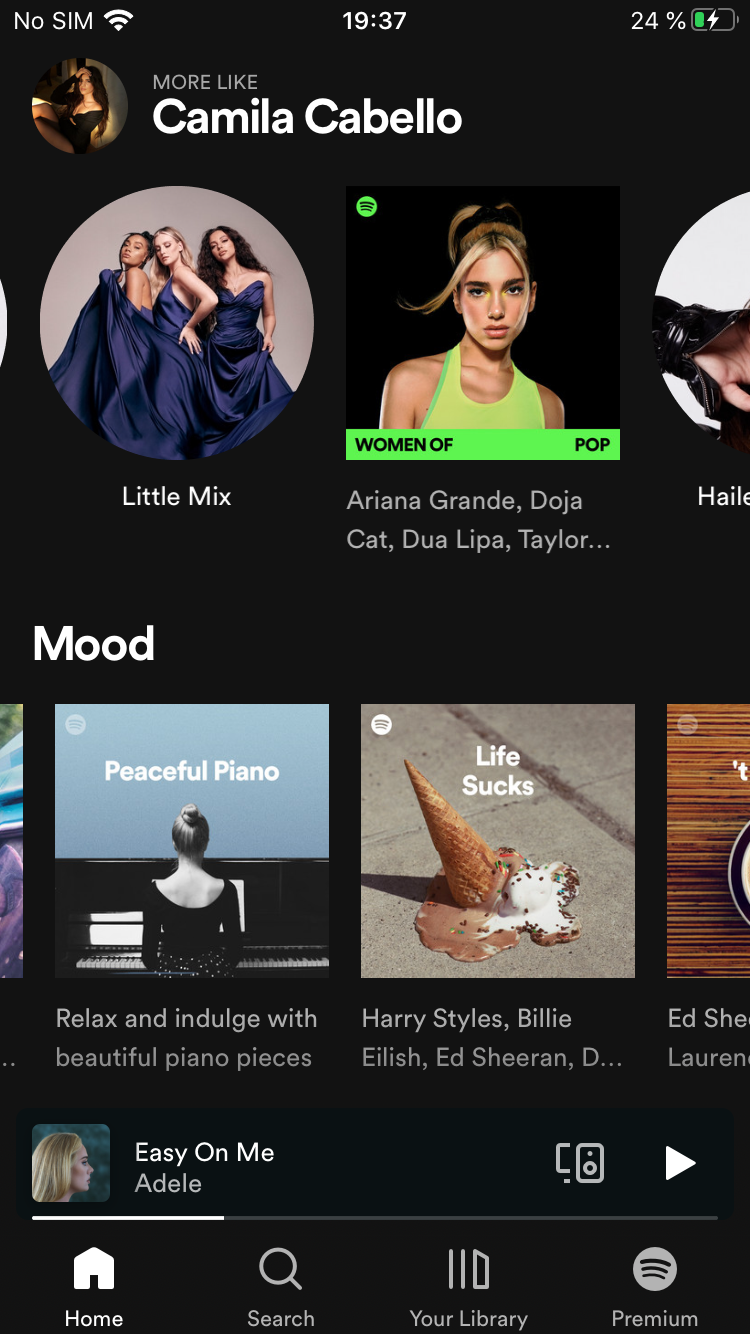 No SIM 19:37 24 %
MORE LIKE
Camila Cabello
WOMEN OF POP
Little Mix
Ariana Grande, Doja
Cat, Dua Lipa, Taylor...
Haile
Mood
Peaceful Piano
Life
Sucks
't
Relax and indulge with
beautiful piano pieces
Harry Styles, Billie
Eilish, Ed Sheeran, D...
Ed Shee
Lauren
...
Easy On Me
Adele
Home Search Your Library Premium